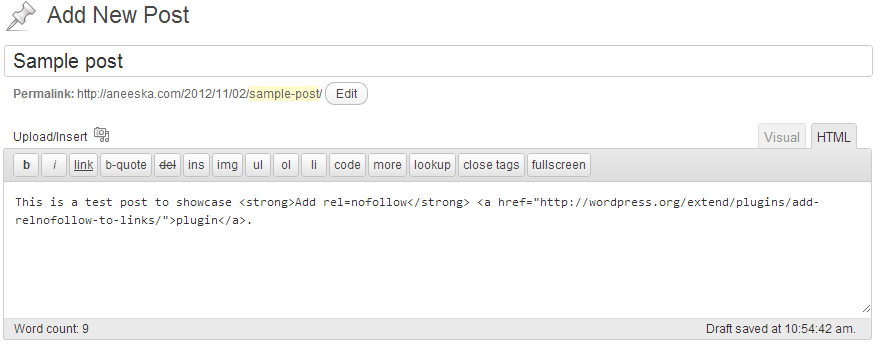 Add New Post
Sample post
Permalink: http://aneeska.com/2012/11/02/sample-post/ Edit
Upload/Insert Visual HTML
b i link b-quote del ins img ul ol li code more lookup close tags fullscreen
This is a test post to showcase <strong>Add rel=nofollow</strong> <a href="http://wordpress.org/extend/plugins/add-
relnofollow-to-links/">plugin</a>.
Word count: 9 Draft saved at 10:54:42 am.